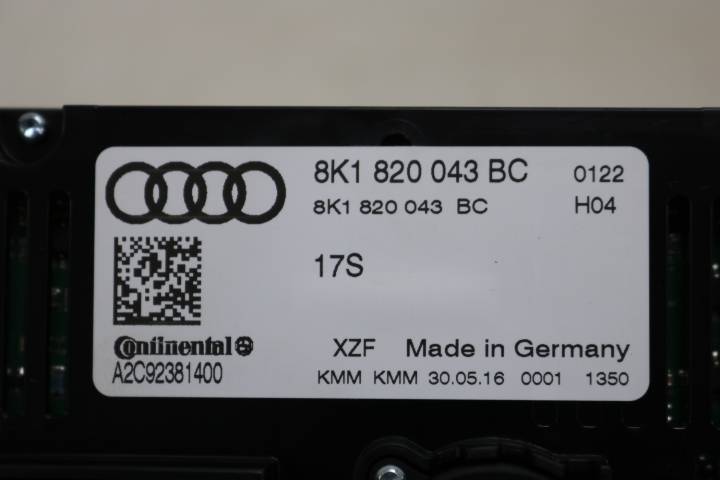 8K1 820 043 BC 0122
8K1 820 043 BC H04
17S
Continental
XZF Made in Germany
A2C92381400
KMM KMM 30.05.16 0001 1350